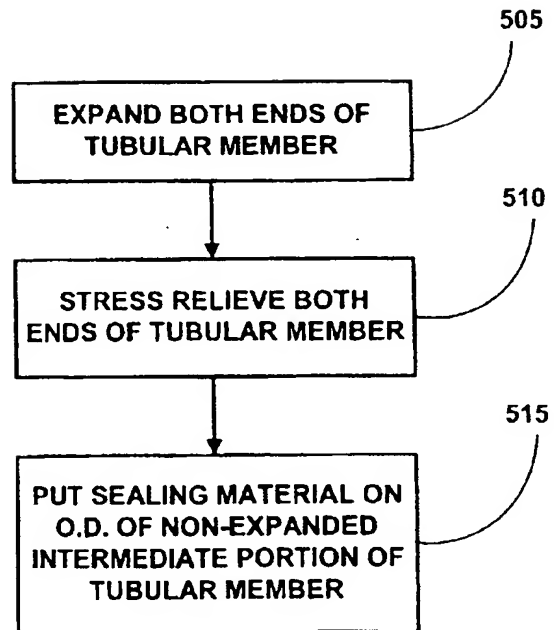 505
EXPAND BOTH ENDS OF
TUBULAR MEMBER
510
STRESS RELIEVE BOTH
ENDS OF TUBULAR MEMBER
515
PUT SEALING MATERIAL ON
O.D. OF NON-EXPANDED
INTERMEDIATE PORTION OF
TUBULAR MEMBER